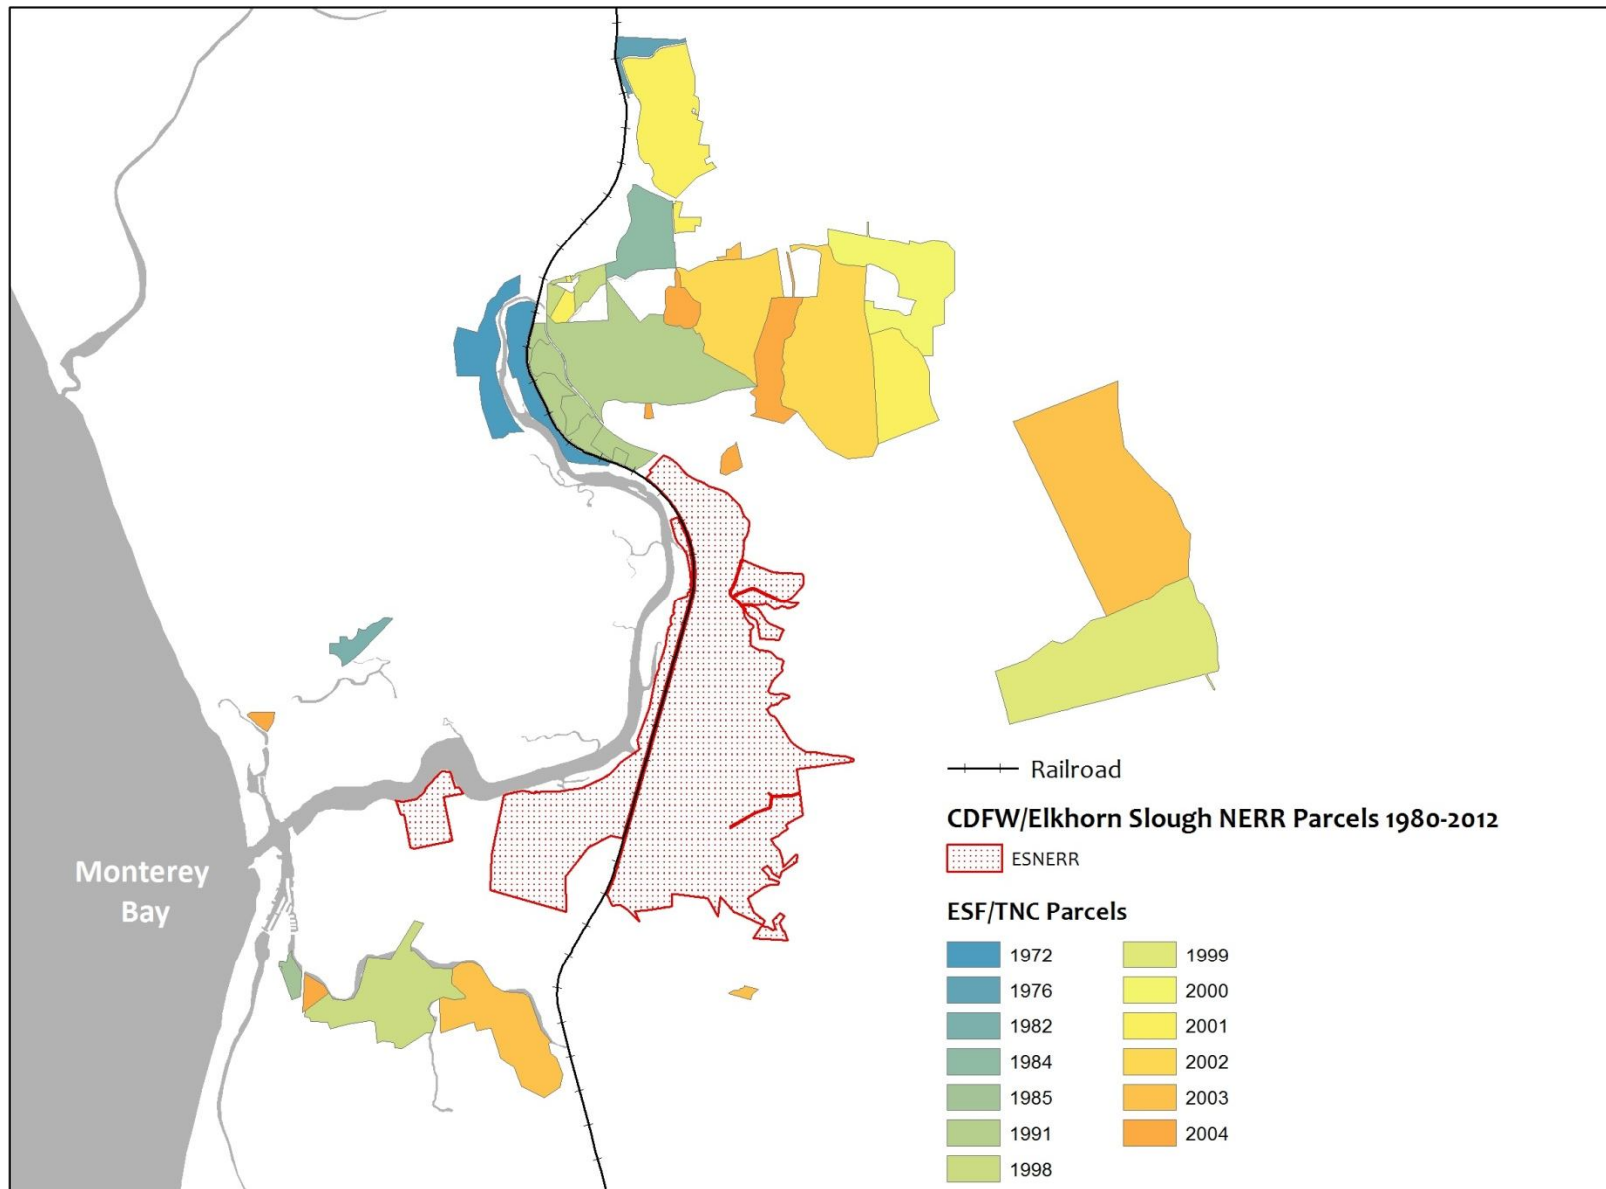 Monterey
Bay
Railroad
CDFW/Elkhorn Slough NERR Parcels 1980-2012
ESNERR
ESF/TNC Parcels
1972
1976
1982
1984
1985
1991
1998
1999
2000
2001
2002
2003
2004